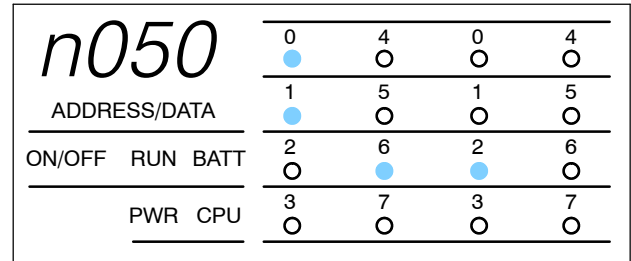 n050
0 4 0 4
ADDRESS/DATA
1 5 1 5
ON/OFF RUN BATT
2 6 2 6
PWR CPU
3 7 3 7